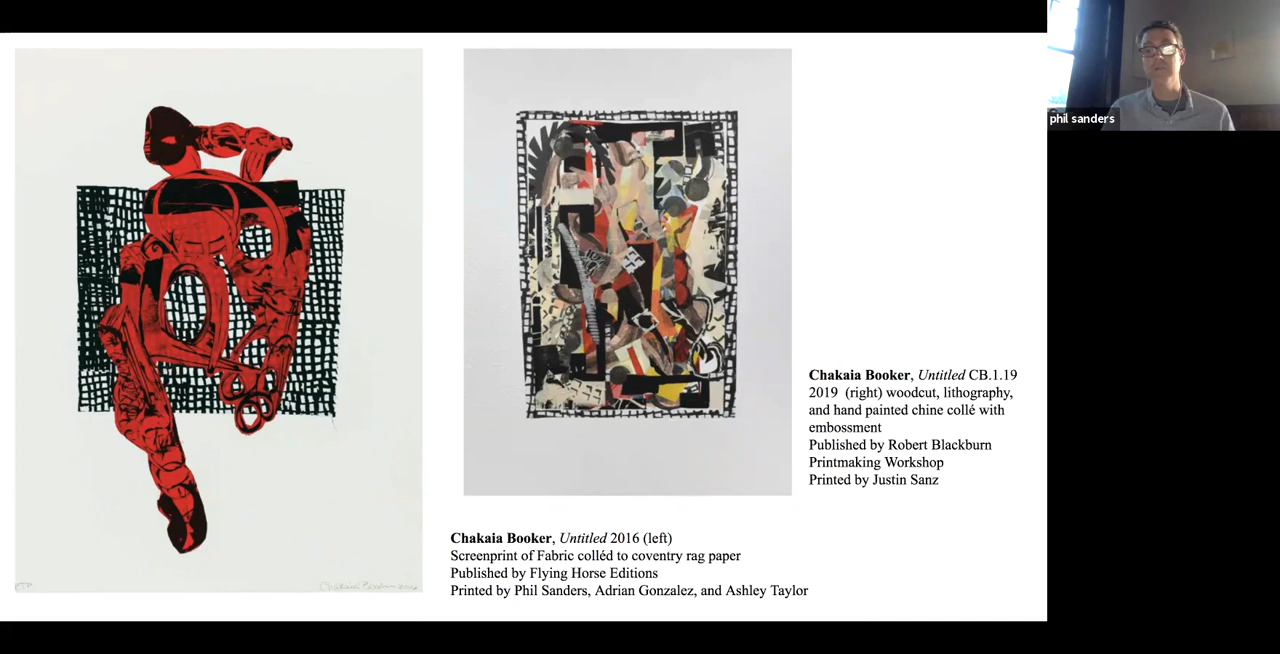 phil sanders
Chakaia Booker, Untitled CB.1.19
2019 (right) woodcut, lithography,
and hand painted chine collé with
embossment
Published by Robert Blackburn
Printmaking Workshop
Printed by Justin Sanz
Chakaia Booker, Untitled 2016 (left)
Screenprint of Fabric colléd to coventry rag paper
Published by Flying Horse Editions
Printed by Phil Sanders, Adrian Gonzalez, and Ashley Taylor
Chakaia Booker